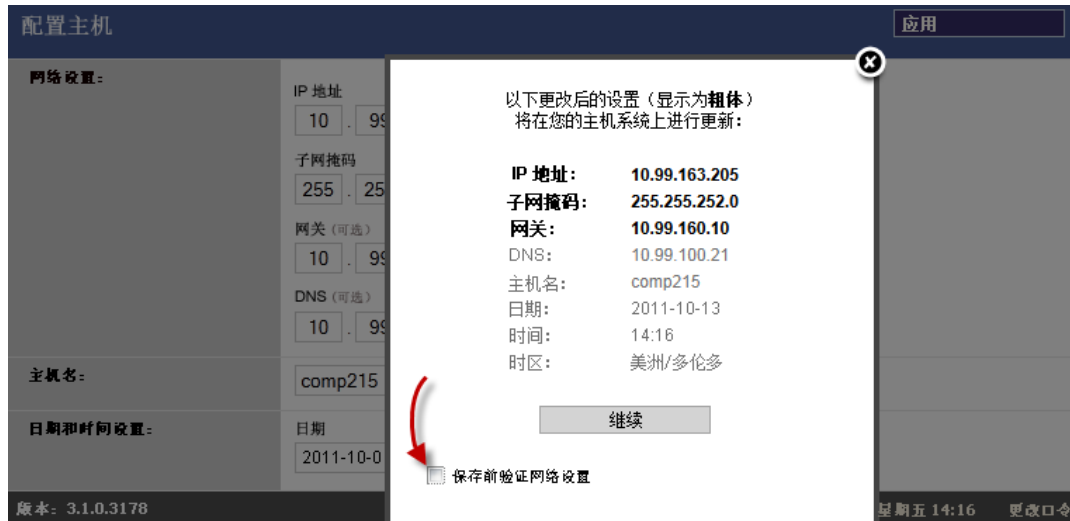 配置主机
应用
网络设置:
IP 地址
10 . 99
子网掩码
255 . 25
网关 (可选)
10 . 99
DNS (可选)
10 . 99
主机名:
comp215
日期和时间设置:
日期
2011-10-0
以下更改后的设置（显示为粗体）
将在您的主机系统上进行更新:
IP 地址: 10.99.163.205
子网掩码: 255.255.252.0
网关: 10.99.160.10
DNS: 10.99.100.21
主机名: comp215
日期: 2011-10-13
时间: 14:16
时区: 美洲/多伦多
继续
保存前验证网络设置
版本: 3.1.0.3178
星期五 14:16 更改口令